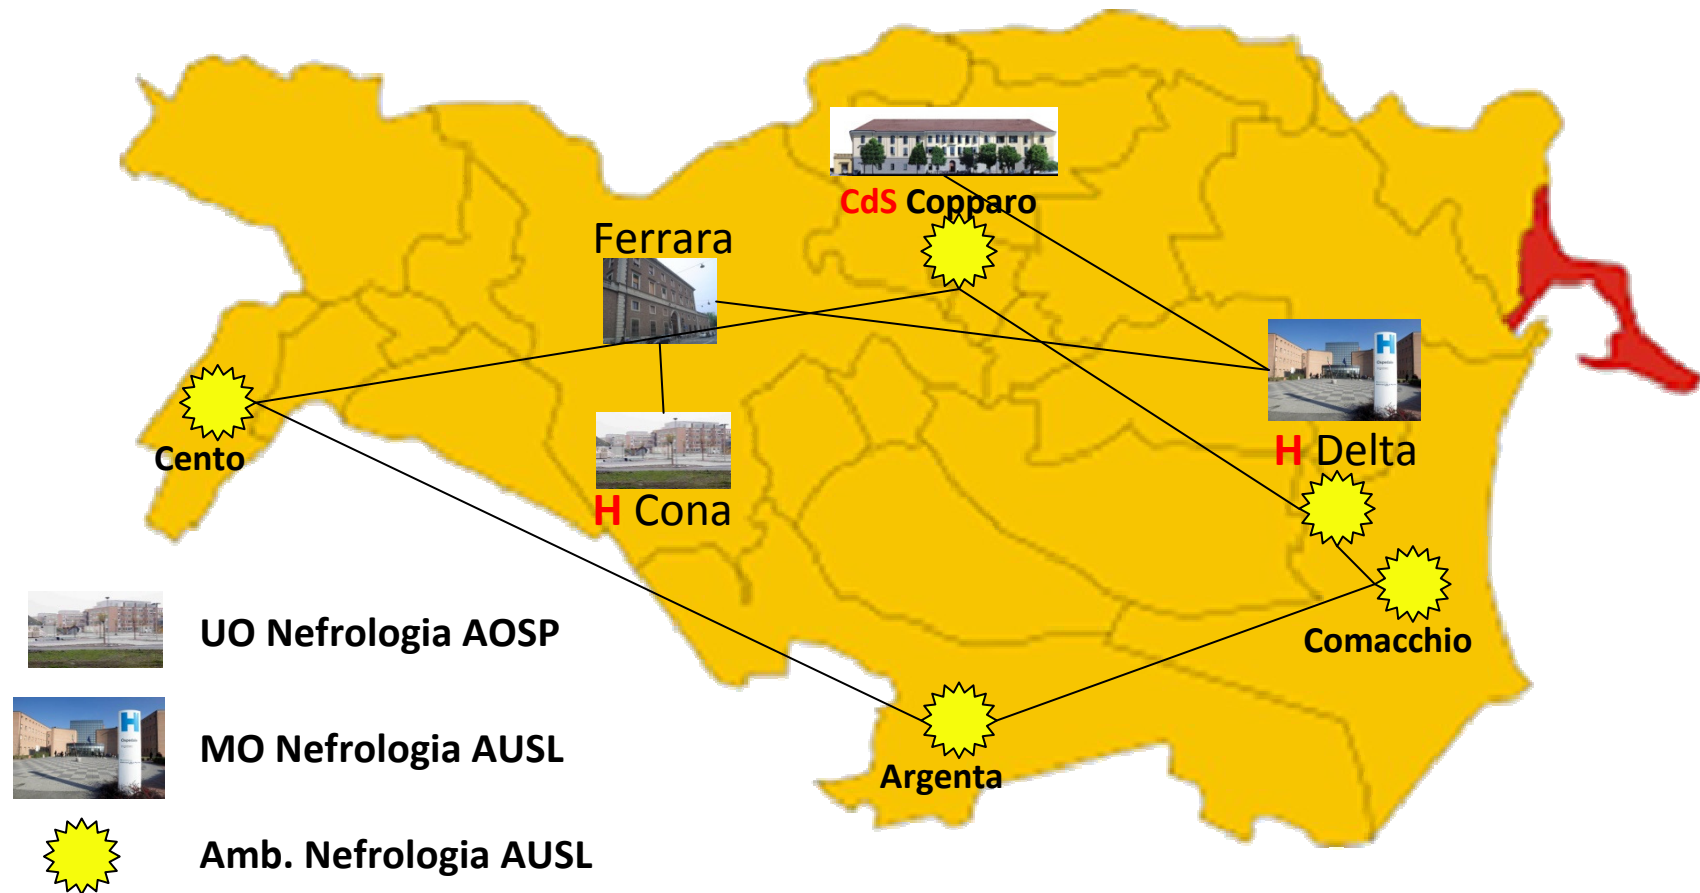 CdS Copparo
Ferrara
H Delta
Cento
H Cona
Comacchio
Argenta
UO Nefrologia AOSP
MO Nefrologia AUSL
Amb. Nefrologia AUSL